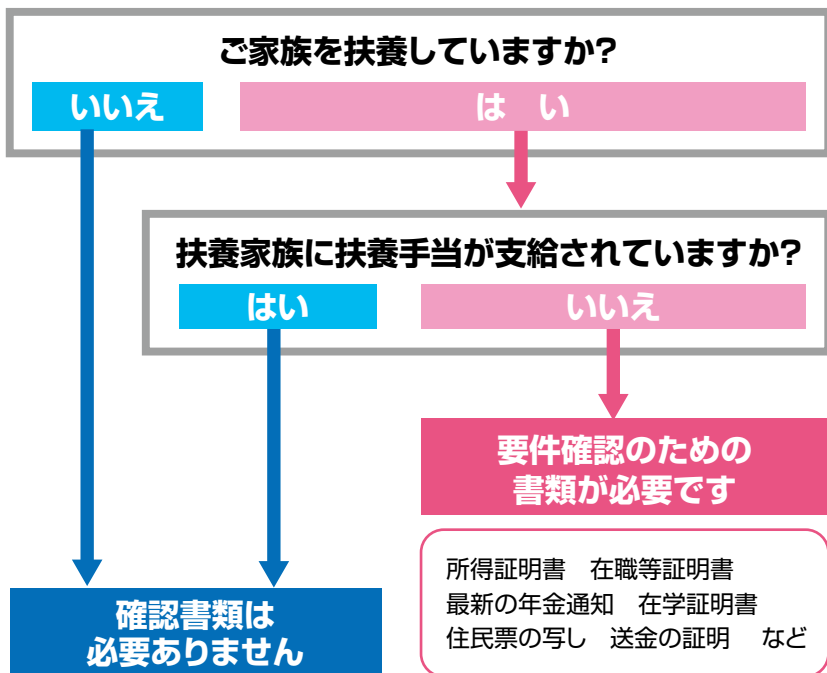 ご家族を扶養していますか?
いいえ
は い
扶養家族に扶養手当が支給されていますか?
はい
いいえ
要件確認のための
書類が必要です
所得証明書 在職等証明書
最新の年金通知 在学証明書
住民票の写し 送金の証明 など
確認書類は
必要ありません